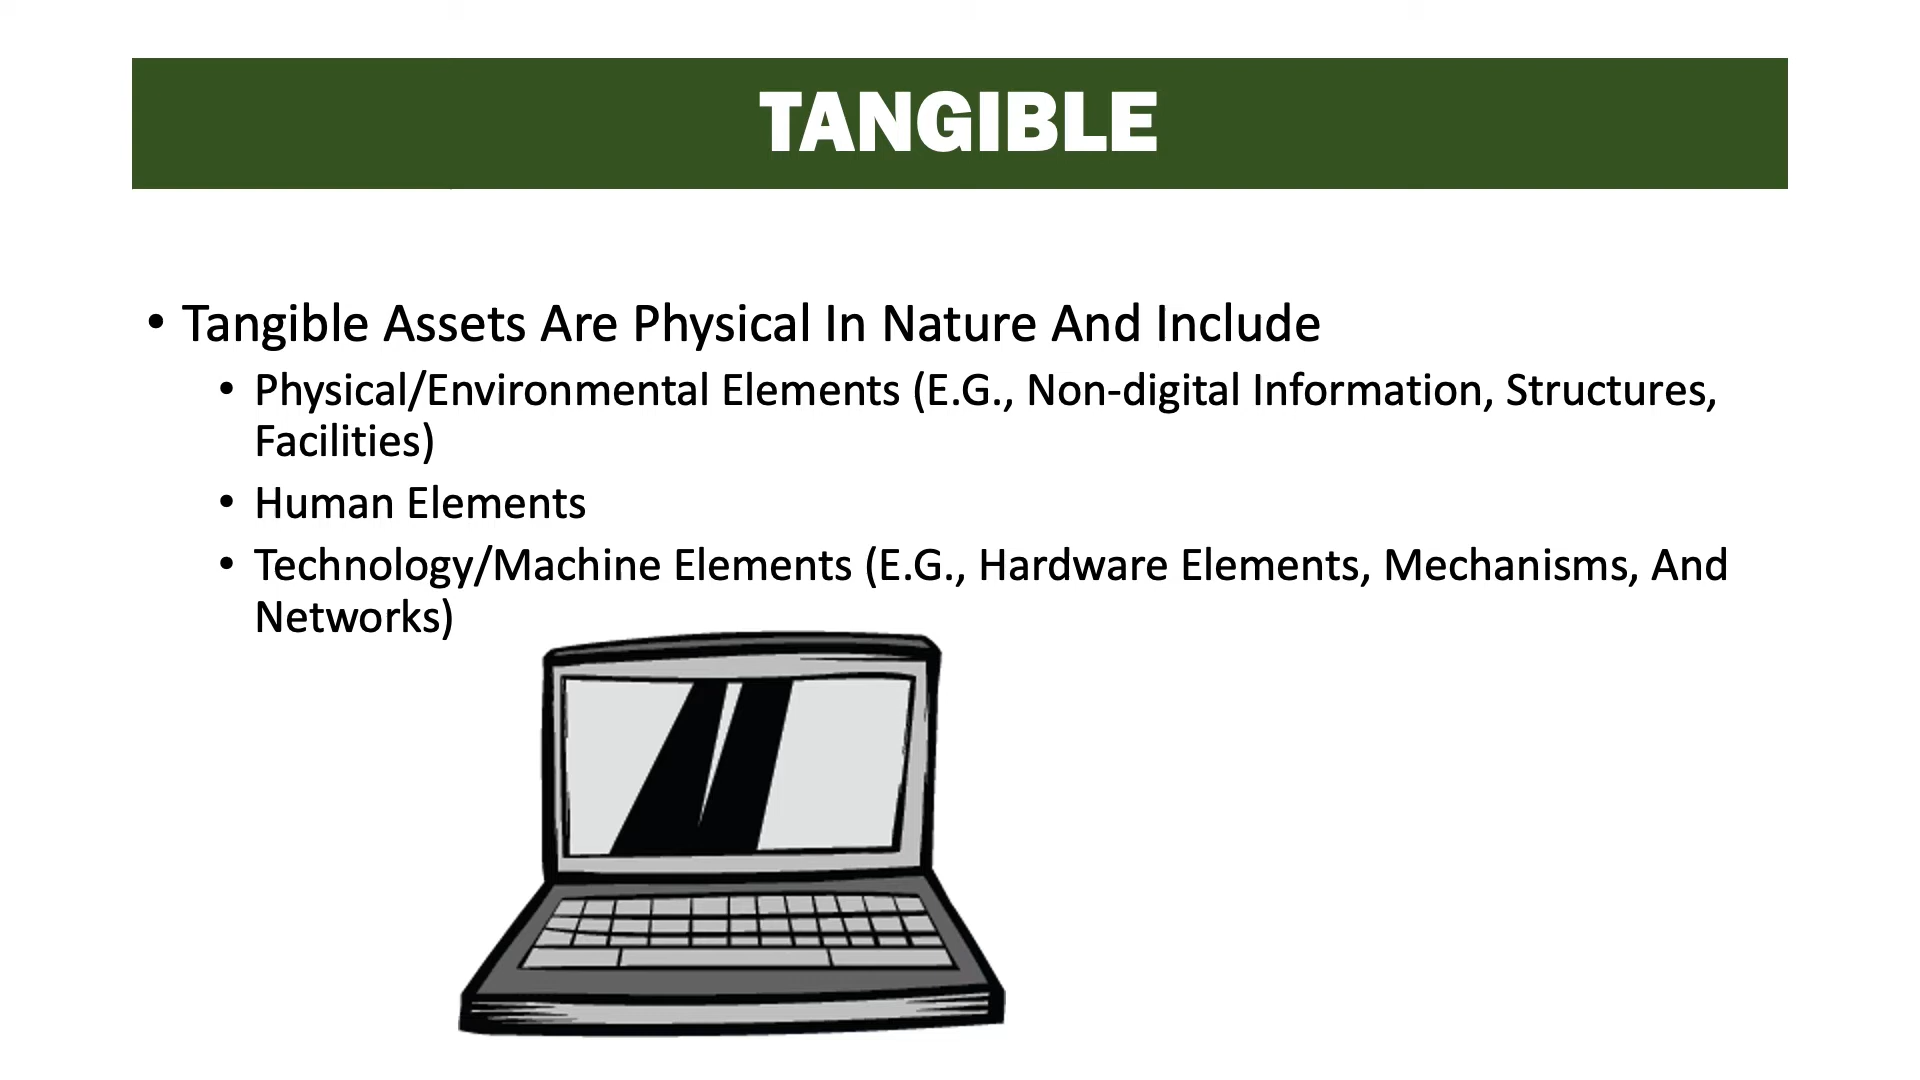 TANGIBLE
• Tangible Assets Are Physical In Nature And Include
• Physical/Environmental Elements (E.G., Non-digital Information, Structures,
Facilities)
• Human Elements
• Technology/Machine Elements (E.G., Hardware Elements, Mechanisms, And
Networks)